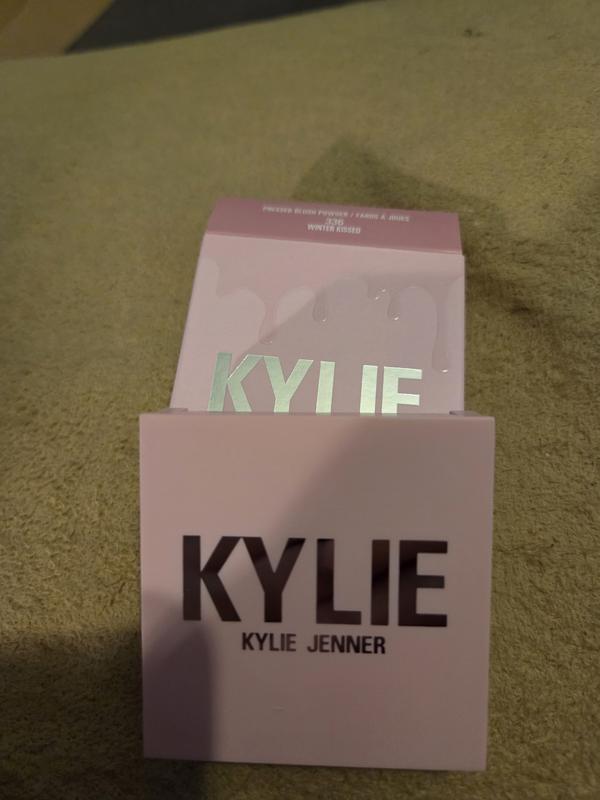 PRESSED BLUSH POWDER / FARDS À JOUES
336
WINTER KISSED
KYLIE
KYLIE
KYLIE JENNER